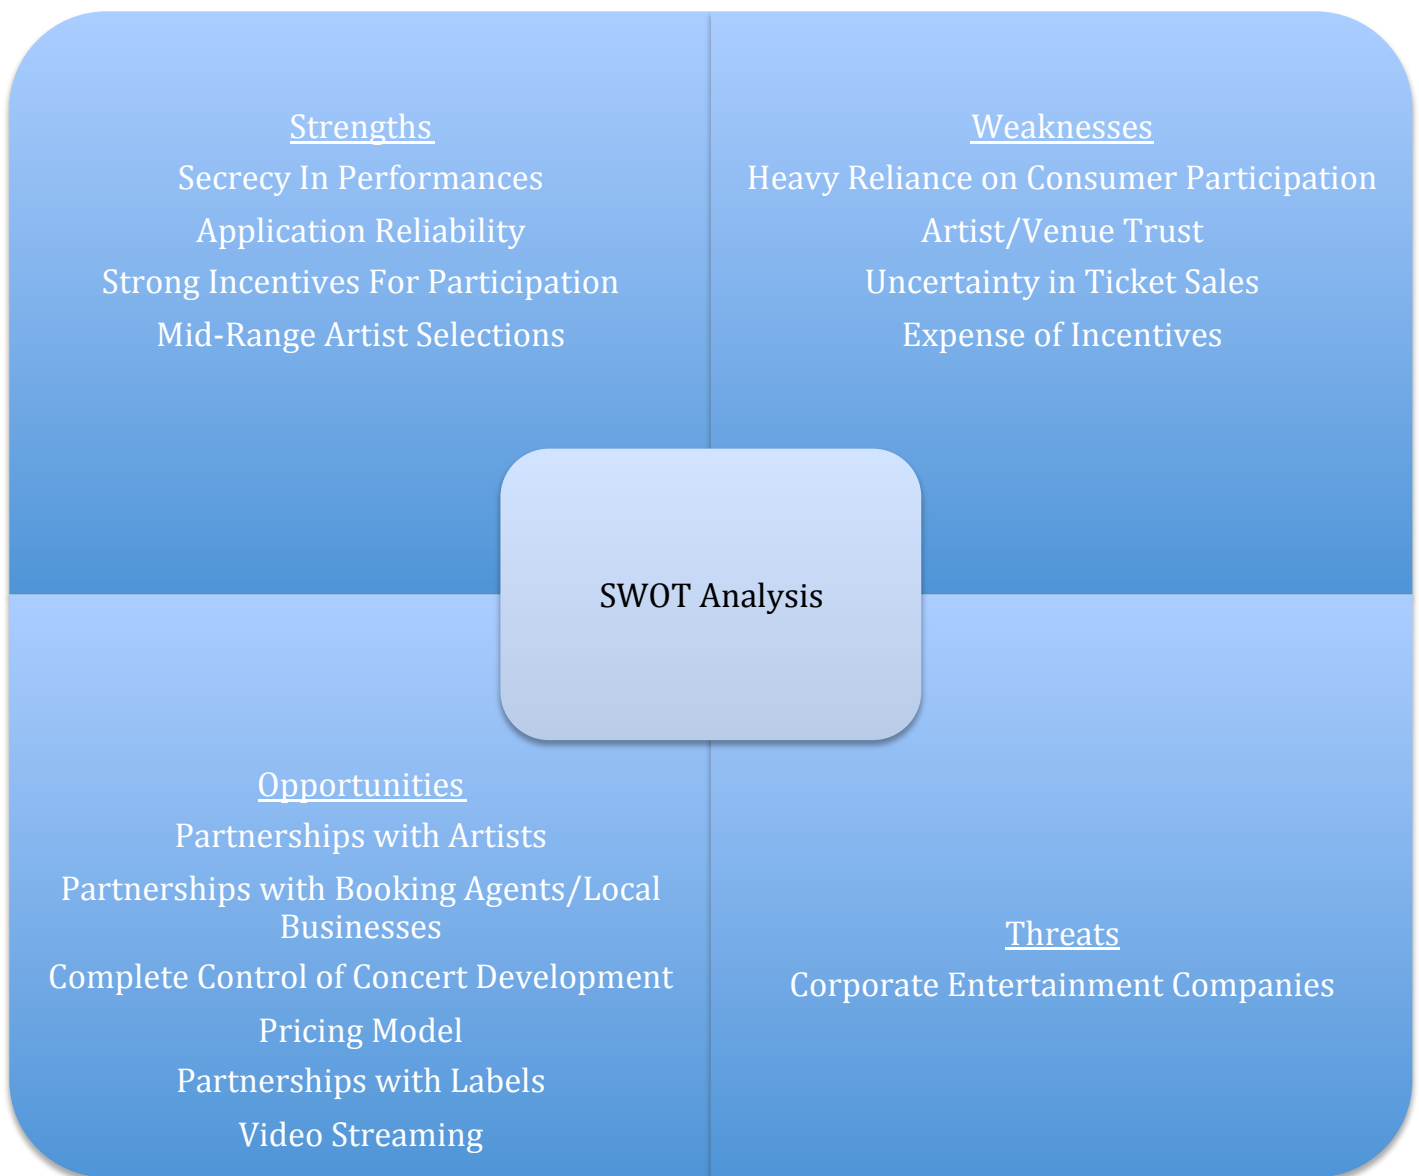 Strengths
Secrecy In Performances
Application Reliability
Strong Incentives For Participation
Mid-Range Artist Selections
Weaknesses
Heavy Reliance on Consumer Participation
Artist/Venue Trust
Uncertainty in Ticket Sales
Expense of Incentives
SWOT Analysis
Opportunities
Partnerships with Artists
Partnerships with Booking Agents/Local
Businesses
Complete Control of Concert Development
Pricing Model
Partnerships with Labels
Video Streaming
Threats
Corporate Entertainment Companies